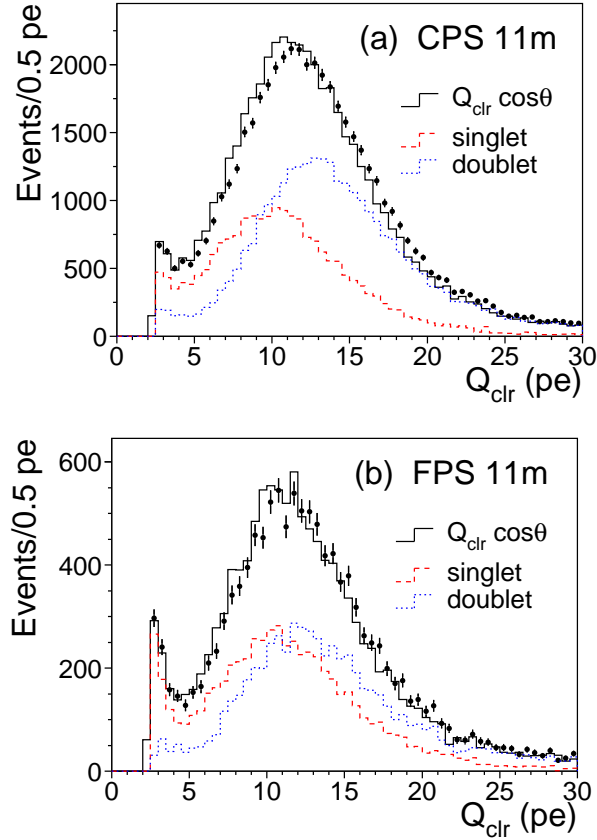 (a) CPS 11m
Events/0.5 pe
2000
1500
1000
500
0
Q_clr cosθ
singlet
doublet
0 5 10 15 20 25 30
Q_clr (pe)
(b) FPS 11m
Events/0.5 pe
600
400
200
0
Q_clr cosθ
singlet
doublet
0 5 10 15 20 25 30
Q_clr (pe)